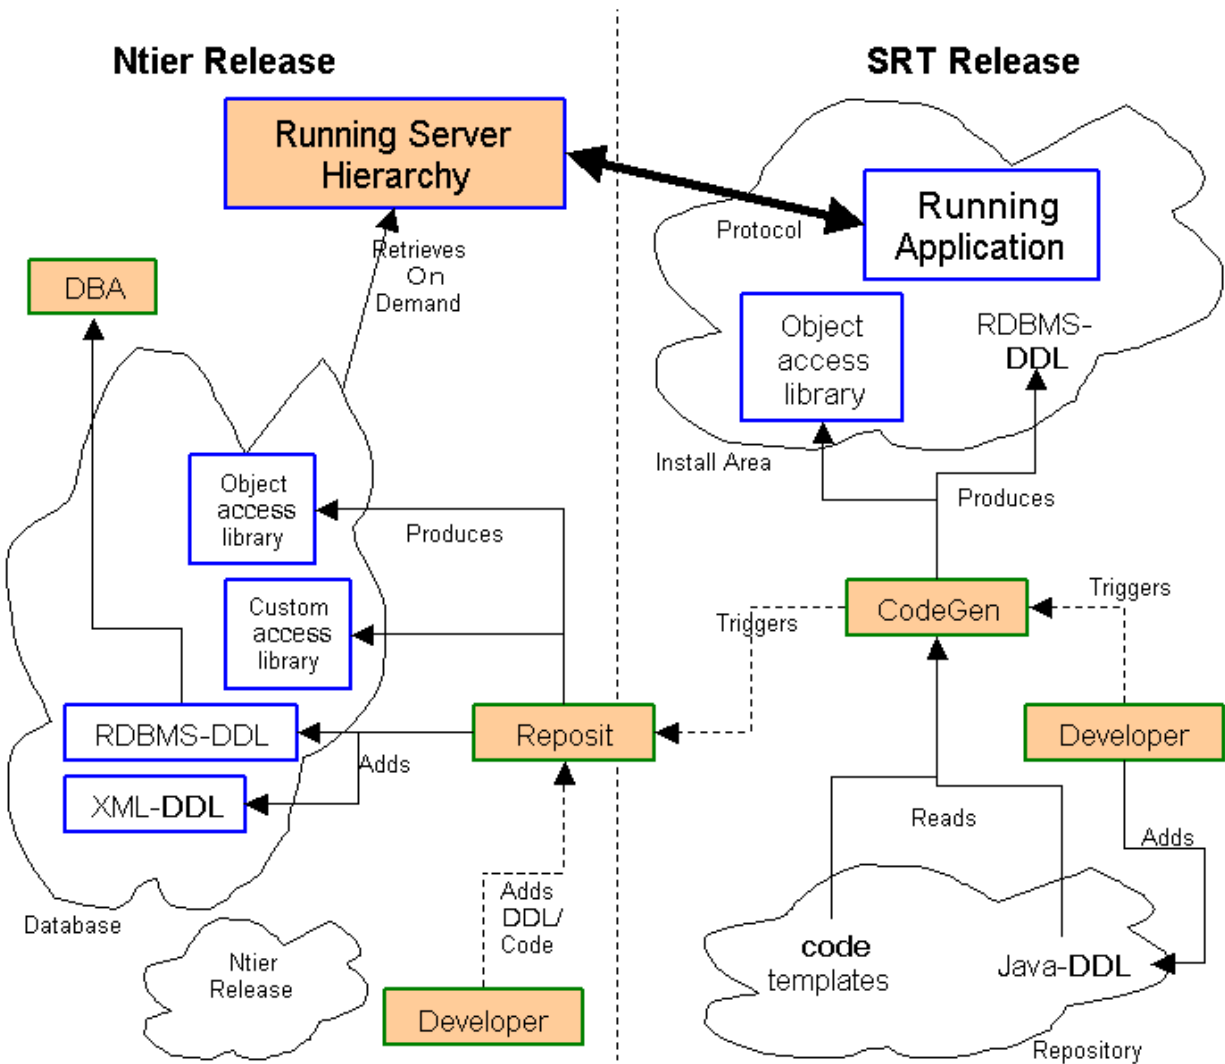 Ntier Release
SRT Release
Running Server
Hierarchy
Protocol
Running
Application
Retrieves
On
Demand
DBA
Object
access
library
RDBMS-
DDL
Install Area
Produces
Object
access
library
Produces
Custom
access
library
Triggers
CodeGen
Triggers
RDBMS-DDL
Adds
Reposit
Developer
XML-DDL
Reads
Adds
Database
Adds
DDL/
Code
Ntier
Release
Developer
code
templates
Java-DDL
Repository